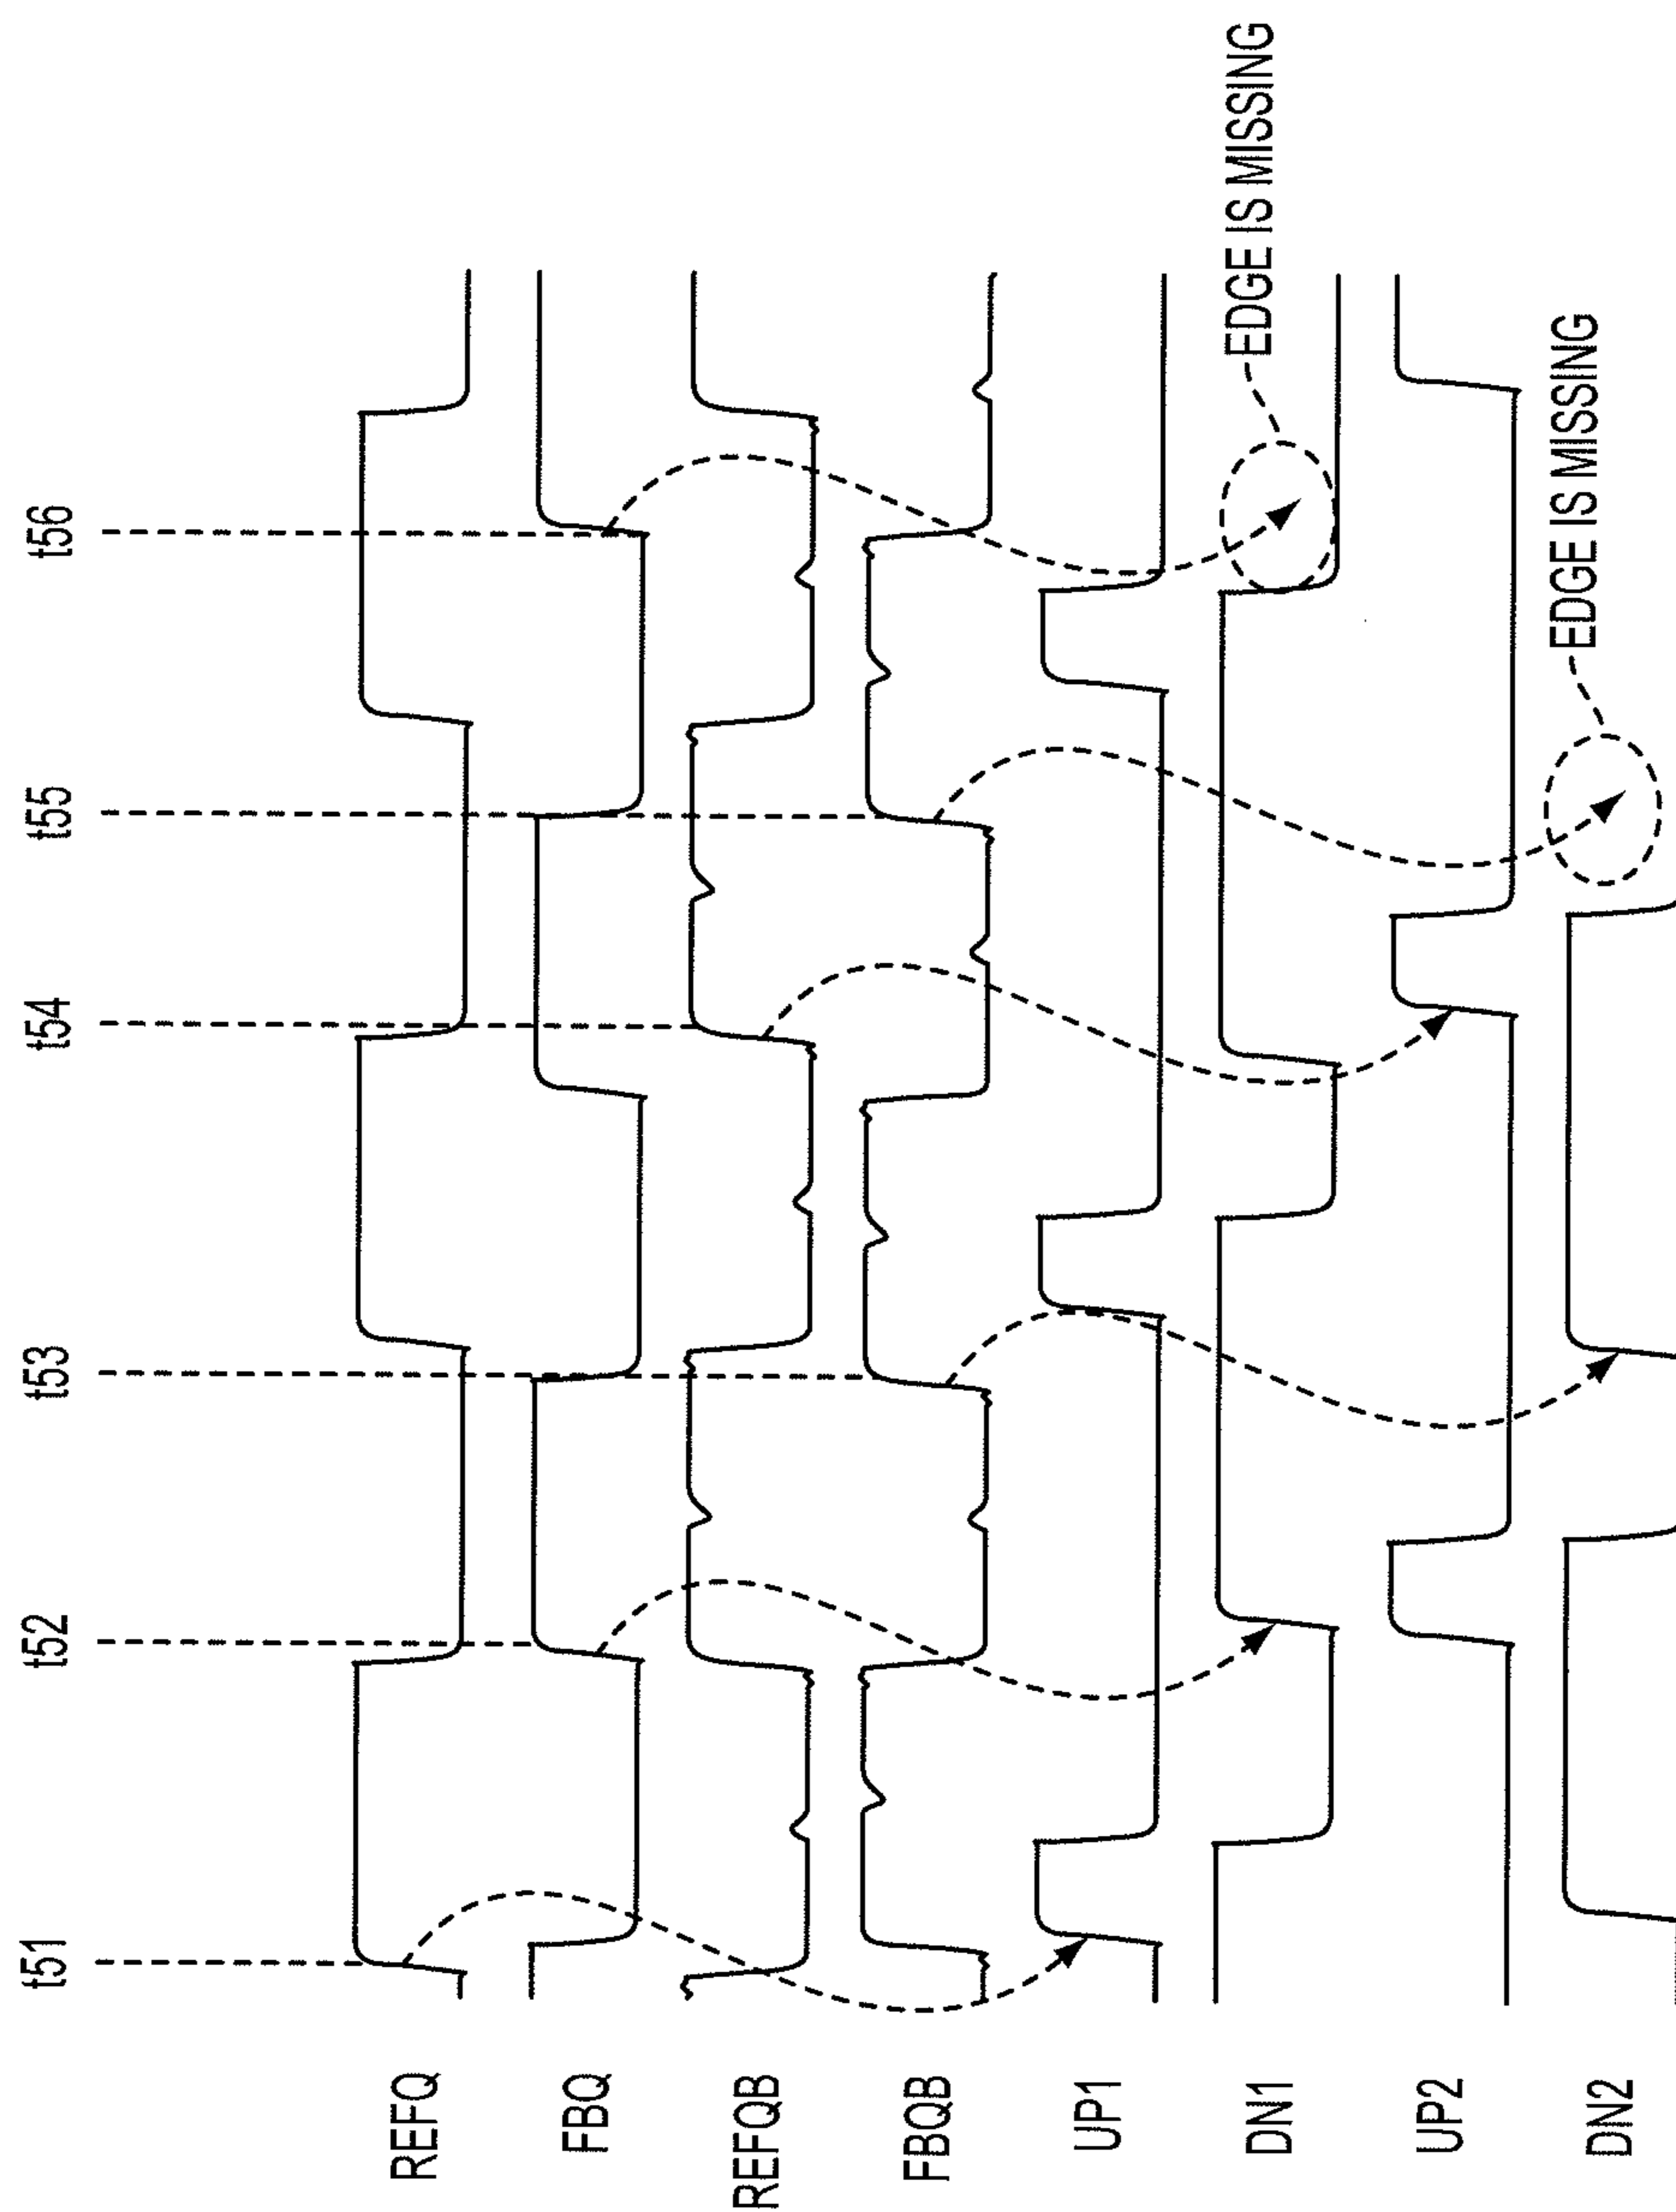 t51 t52 t53 t54 t55 t56
REFQ
FBQ
REFQB
FBQB
UP1
DN1
EDGE IS MISSING
UP2
DN2
EDGE IS MISSING